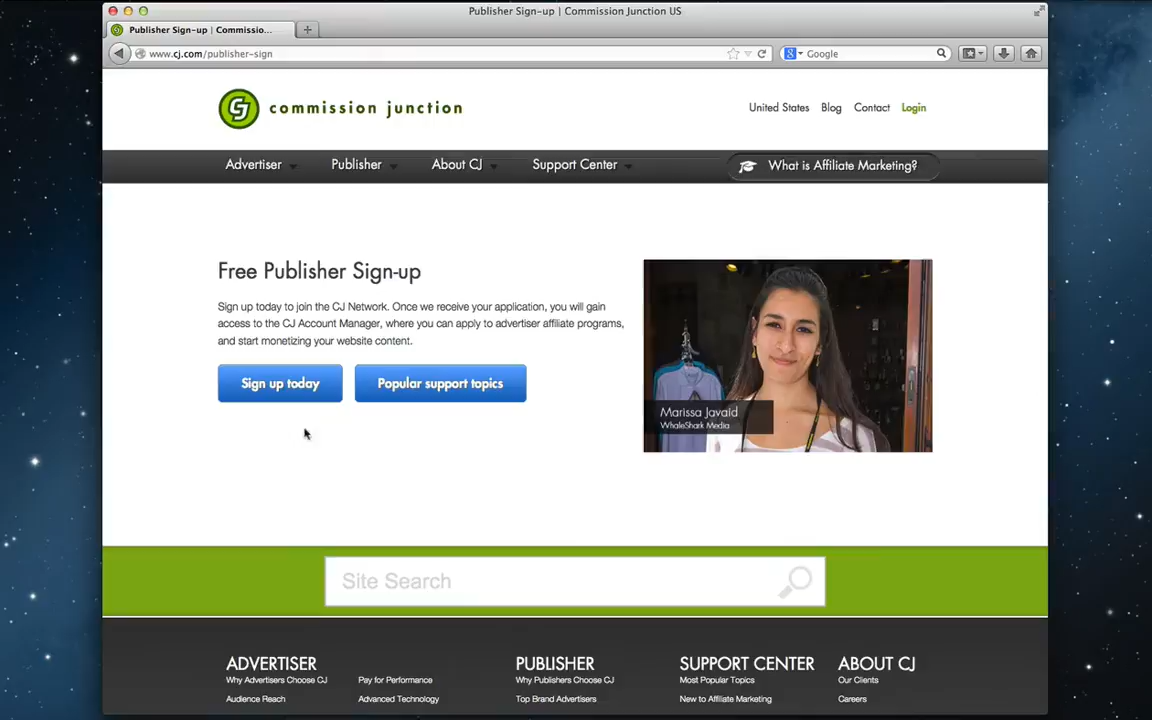 Publisher Sign-up | Commission Junction US
Publisher Sign-up | Commissio...
www.cj.com/publisher-sign
Google
commission junction
United States Blog Contact Login
Advertiser Publisher About CJ Support Center What is Affiliate Marketing?
Free Publisher Sign-up
Sign up today to join the CJ Network. Once we receive your application, you will gain
access to the CJ Account Manager, where you can apply to advertiser affiliate programs,
and start monetizing your website content.
Sign up today Popular support topics
Marissa Javaid
WhaleShark Media
Site Search
ADVERTISER PUBLISHER SUPPORT CENTER ABOUT CJ
Why Advertisers Choose CJ Pay for Performance Why Publishers Choose CJ Most Popular Topics Our Clients
Audience Reach Advanced Technology Top Brand Advertisers New to Affiliate Marketing Careers